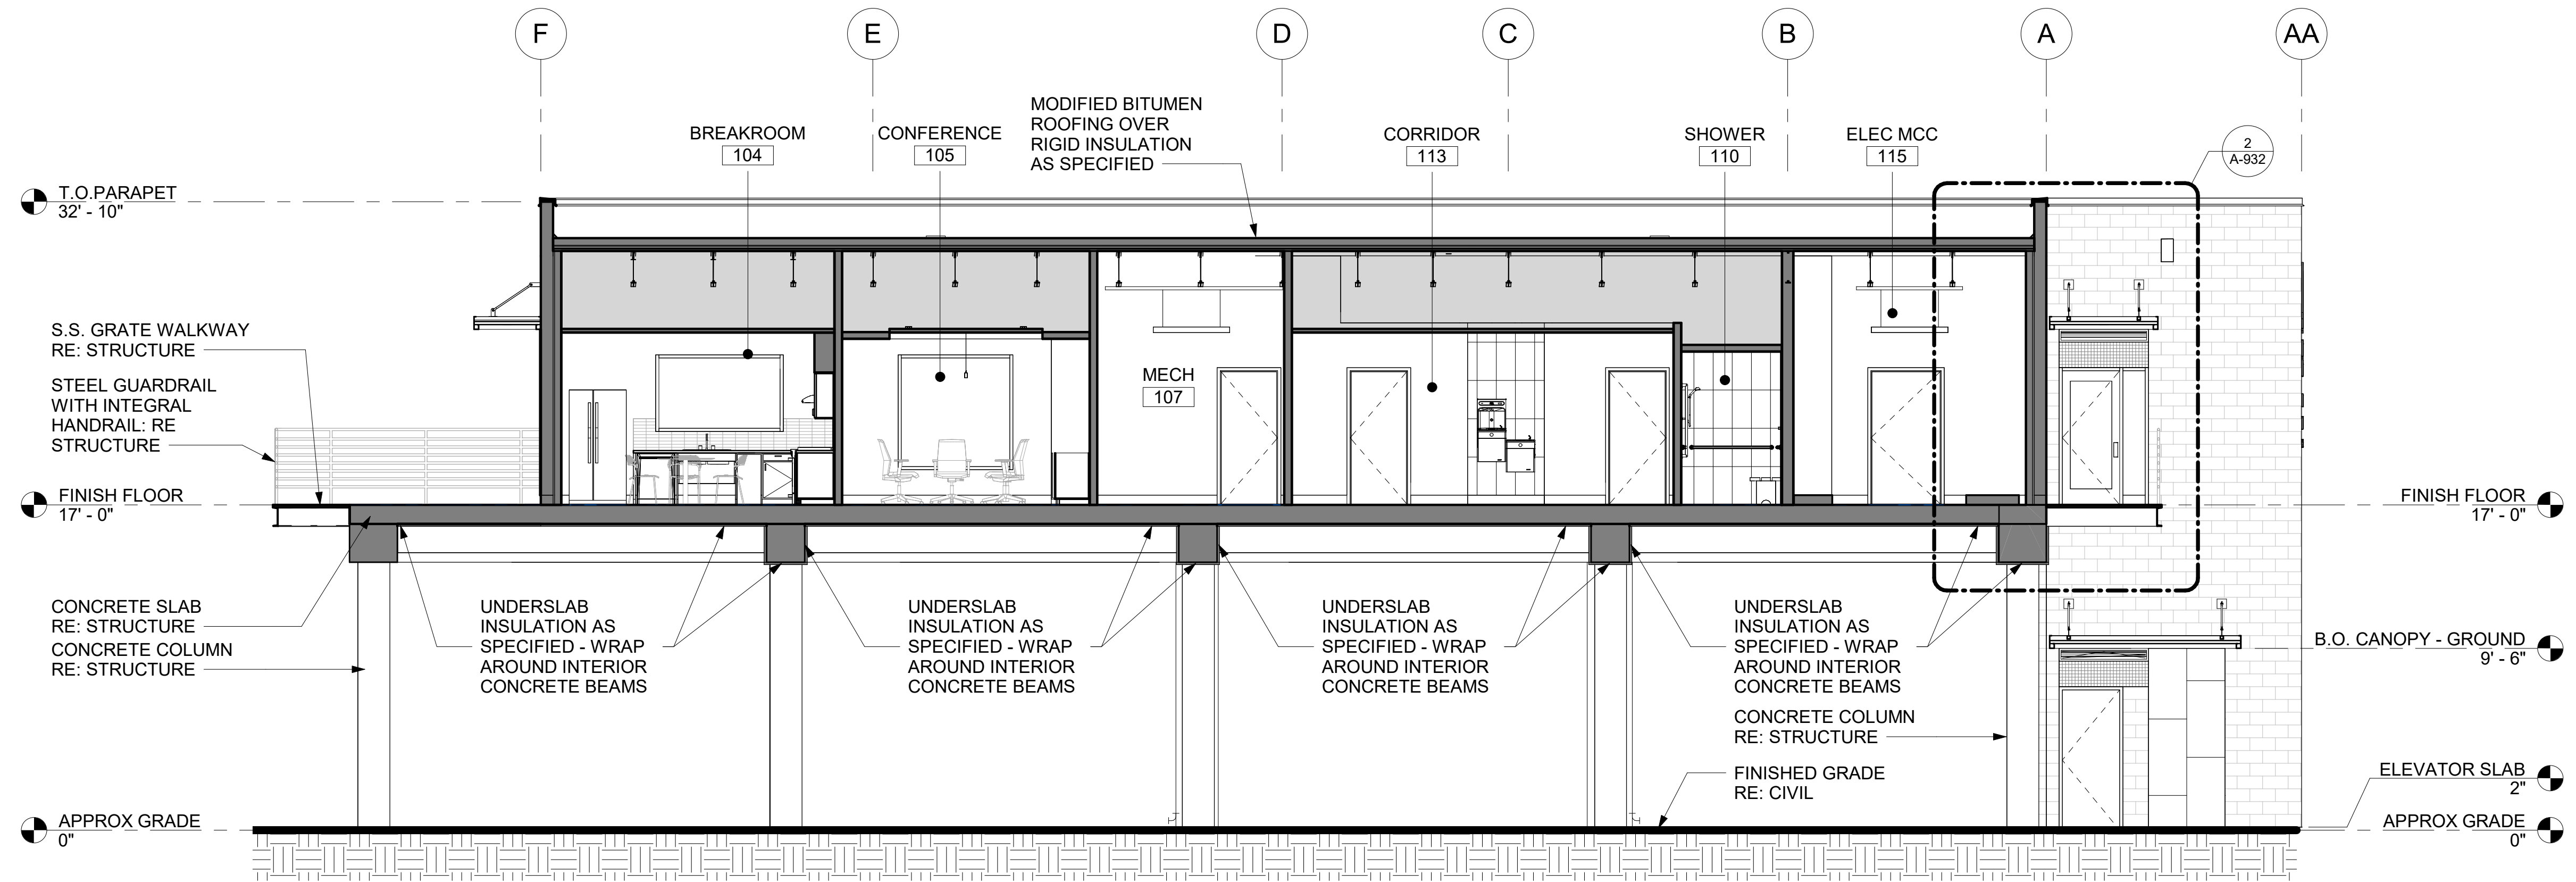 F
E
D
C
B
A
AA
MODIFIED BITUMEN
ROOFING OVER
RIGID INSULATION
AS SPECIFIED
BREAKROOM
104
CONFERENCE
105
CORRIDOR
113
SHOWER
110
ELEC MCC
115
2
A-932
T.O.PARAPET
32' - 10"
S.S. GRATE WALKWAY
RE: STRUCTURE
STEEL GUARDRAIL
WITH INTEGRAL
HANDRAIL: RE
STRUCTURE
MECH
107
FINISH FLOOR
17' - 0"
FINISH FLOOR
17' - 0"
CONCRETE SLAB
RE: STRUCTURE
CONCRETE COLUMN
RE: STRUCTURE
UNDERSLAB
INSULATION AS
SPECIFIED - WRAP
AROUND INTERIOR
CONCRETE BEAMS
UNDERSLAB
INSULATION AS
SPECIFIED - WRAP
AROUND INTERIOR
CONCRETE BEAMS
UNDERSLAB
INSULATION AS
SPECIFIED - WRAP
AROUND INTERIOR
CONCRETE BEAMS
UNDERSLAB
INSULATION AS
SPECIFIED - WRAP
AROUND INTERIOR
CONCRETE BEAMS
CONCRETE COLUMN
RE: STRUCTURE
FINISHED GRADE
RE: CIVIL
B.O. CANOPY - GROUND
9' - 6"
ELEVATOR SLAB
2"
APPROX GRADE
0"
APPROX GRADE
0"